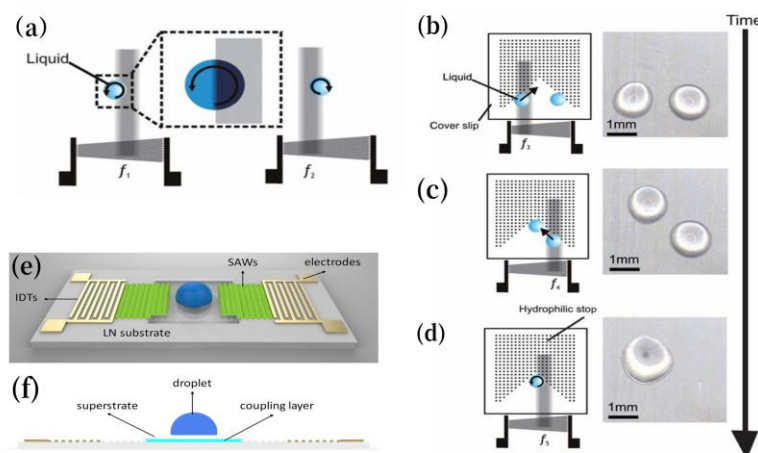 (a)
Liquid
f₁
f₂
(b)
Liquid
Cover slip
f₃
1mm
Time
(c)
f₄
1mm
(d)
Hydrophilic stop
f₅
1mm
(e)
SAWs
electrodes
IDTs
LN substrate
(f)
droplet
superstrate
coupling layer